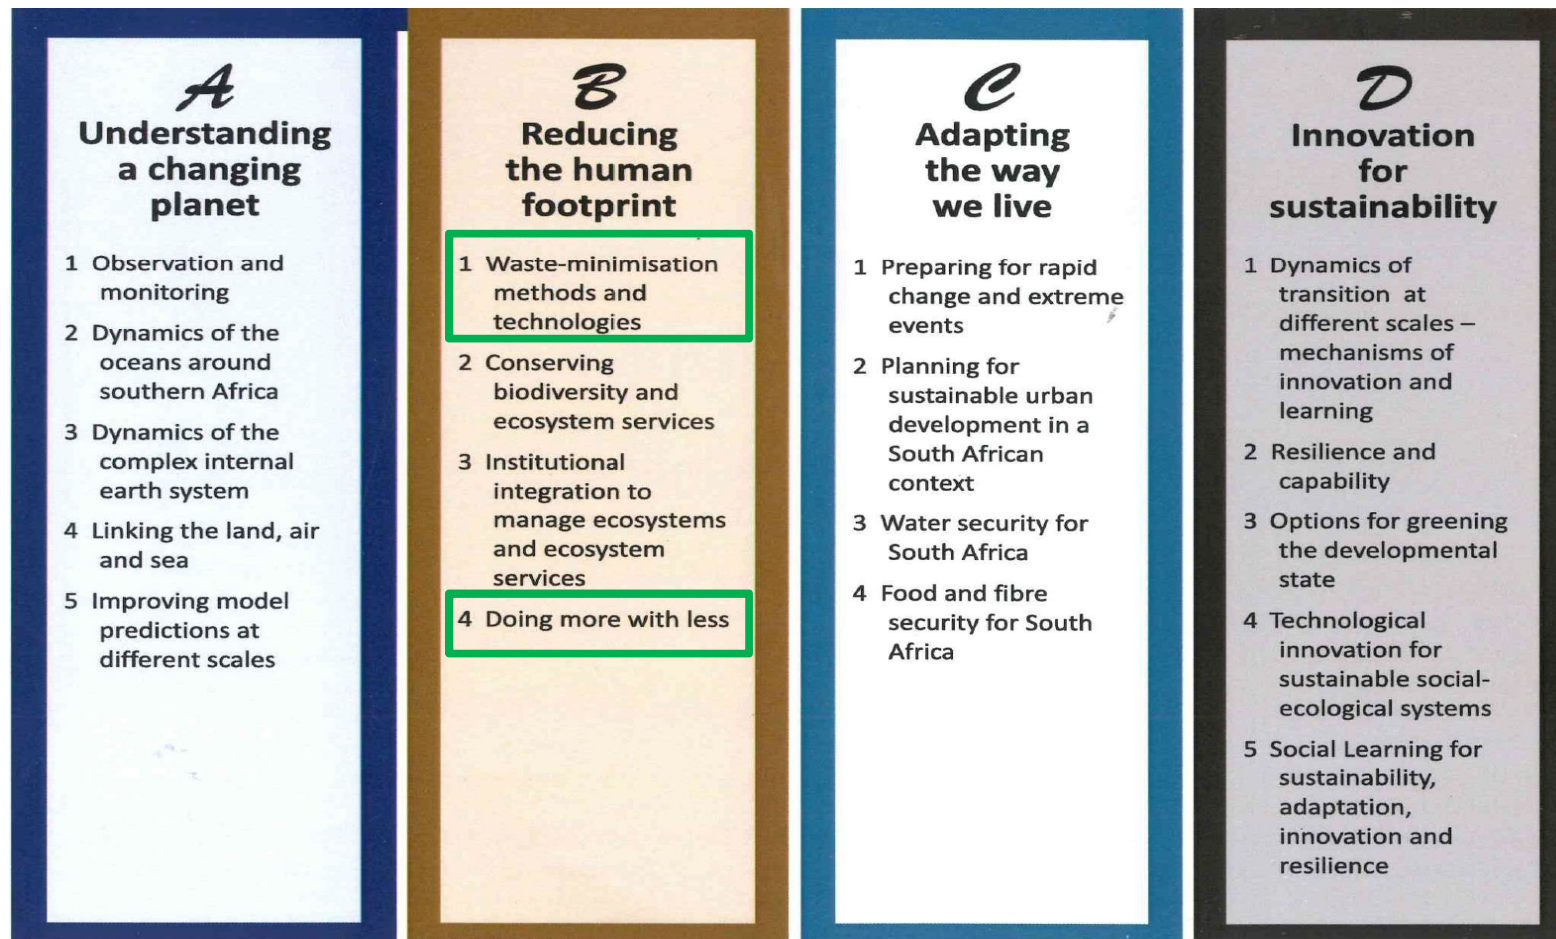 A
Understanding
a changing
planet
1 Observation and
monitoring
2 Dynamics of the
oceans around
southern Africa
3 Dynamics of the
complex internal
earth system
4 Linking the land, air
and sea
5 Improving model
predictions at
different scales
B
Reducing
the human
footprint
1 Waste-minimisation
methods and
technologies
2 Conserving
biodiversity and
ecosystem services
3 Institutional
integration to
manage ecosystems
and ecosystem
services
4 Doing more with less
C
Adapting
the way
we live
1 Preparing for rapid
change and extreme
events
2 Planning for
sustainable urban
development in a
South African
context
3 Water security for
South Africa
4 Food and fibre
security for South
Africa
D
Innovation
for
sustainability
1 Dynamics of
transition at
different scales –
mechanisms of
innovation and
learning
2 Resilience and
capability
3 Options for greening
the developmental
state
4 Technological
innovation for
sustainable social-
ecological systems
5 Social Learning for
sustainability,
adaptation,
innovation and
resilience